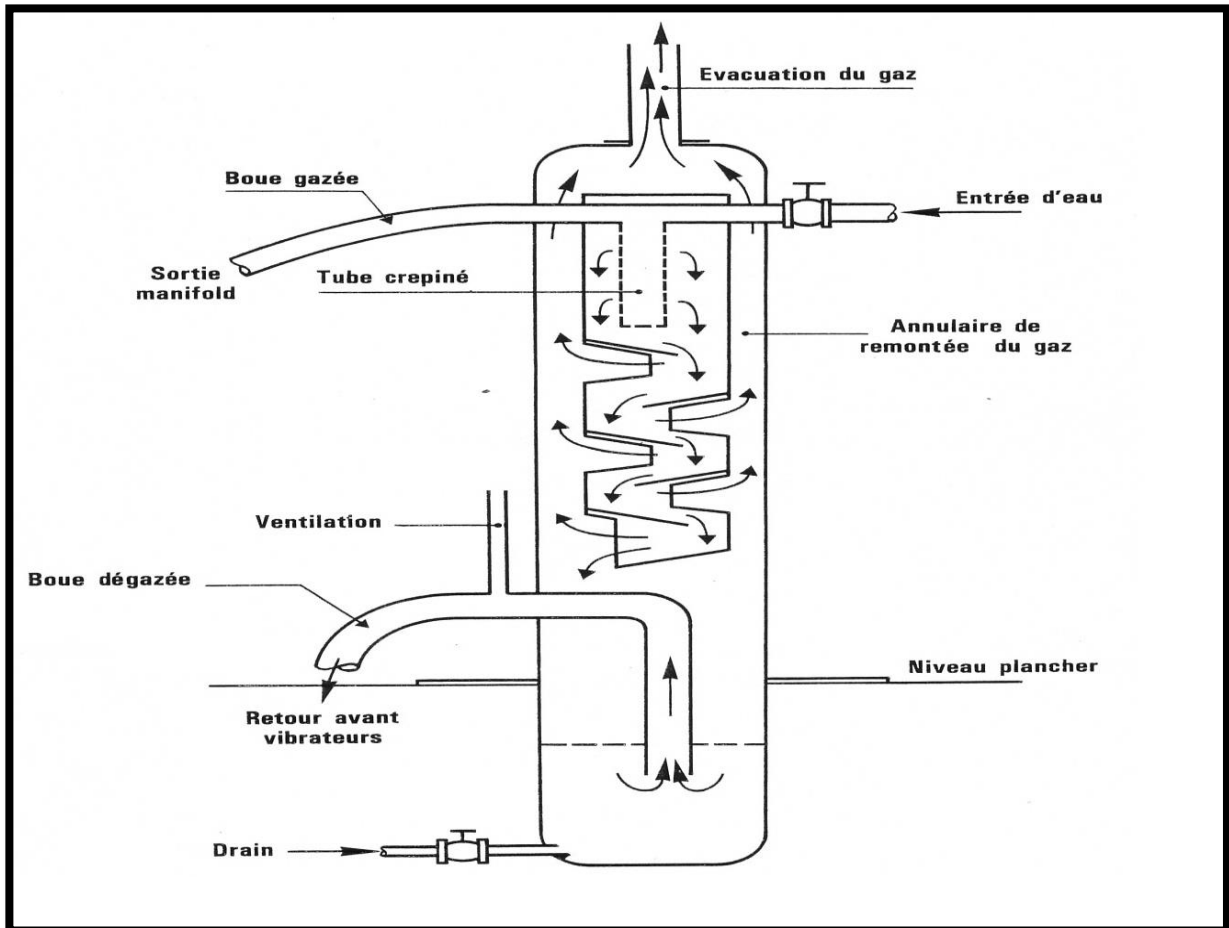 Evacuation du gaz
Boue gazée
Entrée d'eau
Sortie
manifold
Tube crepiné
Annulaire de
remontée du gaz
Ventilation
Boue dégazée
Niveau plancher
Retour avant
vibrateurs
Drain